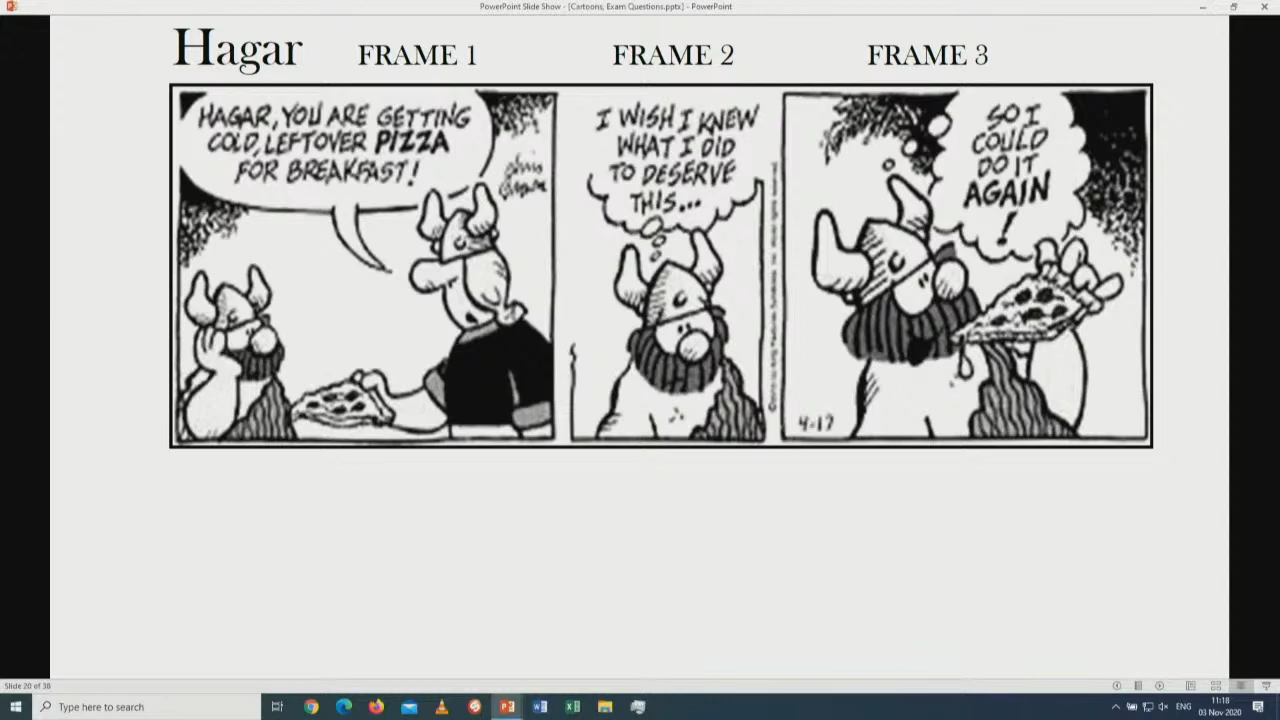 PowerPoint Slide Show - [Cartoons, Exam Questions.pptx] - PowerPoint
Hagar FRAME 1 FRAME 2 FRAME 3
HAGAR, YOU ARE GETTING
COLD, LEFTOVER PIZZA
FOR BREAKFAST!
I WISH I KNEW
WHAT I DID
TO DESERVE
THIS...
SO I
COULD
DO IT
AGAIN
!
4-17
Slide 20 of 38
Type here to search
ENG
11:18
03 Nov 2020